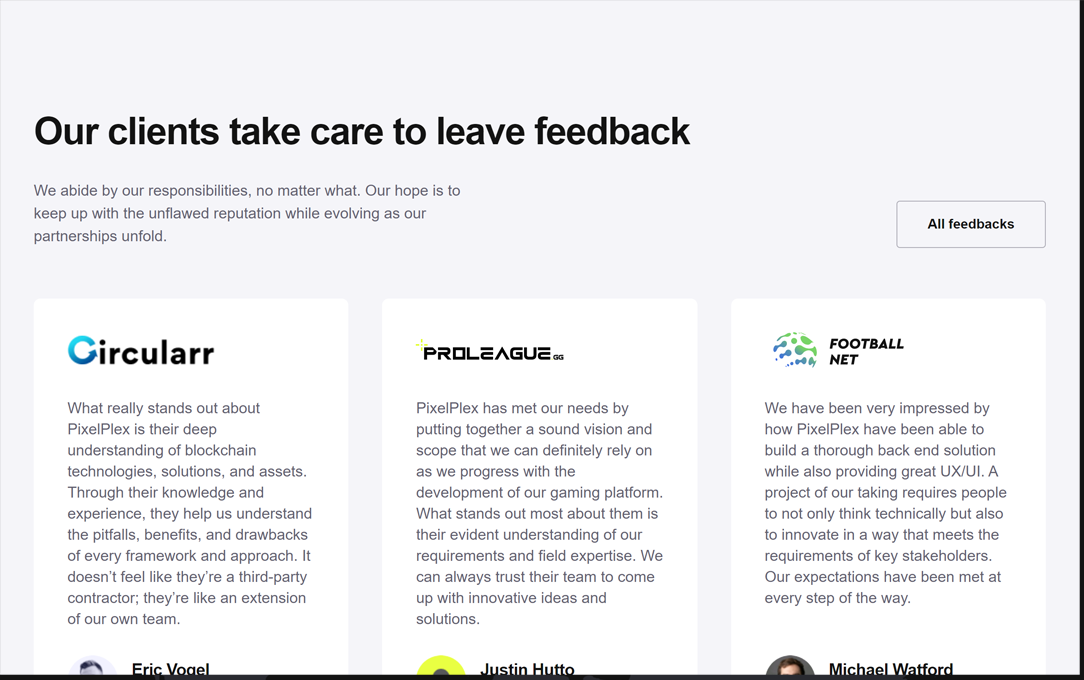 Our clients take care to leave feedback
We abide by our responsibilities, no matter what. Our hope is to
keep up with the unflawed reputation while evolving as our
partnerships unfold.
All feedbacks
Circularr
What really stands out about
PixelPlex is their deep
understanding of blockchain
technologies, solutions, and assets.
Through their knowledge and
experience, they help us understand
the pitfalls, benefits, and drawbacks
of every framework and approach. It
doesn’t feel like they’re a third-party
contractor; they’re like an extension
of our own team.
Eric Vogel
PROLEAGUE GG
PixelPlex has met our needs by
putting together a sound vision and
scope that we can definitely rely on
as we progress with the
development of our gaming platform.
What stands out most about them is
their evident understanding of our
requirements and field expertise. We
can always trust their team to come
up with innovative ideas and
solutions.
Justin Hutto
FOOTBALL
NET
We have been very impressed by
how PixelPlex have been able to
build a thorough back end solution
while also providing great UX/UI. A
project of our taking requires people
to not only think technically but also
to innovate in a way that meets the
requirements of key stakeholders.
Our expectations have been met at
every step of the way.
Michael Watford